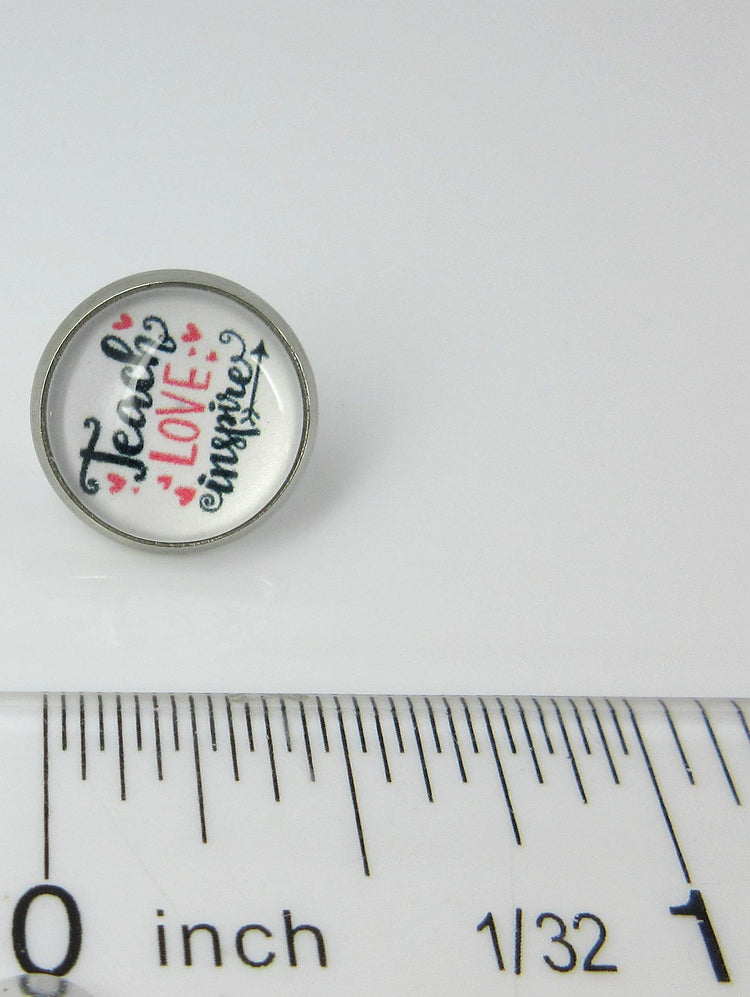 Teach
LOVE
inspire
0 inch 1/32 1